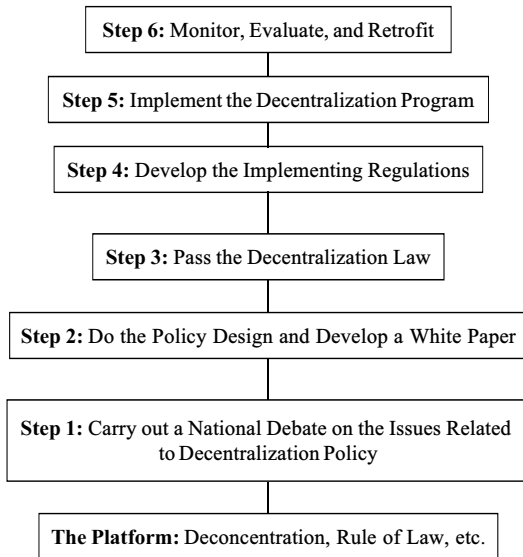 Step 6: Monitor, Evaluate, and Retrofit
Step 5: Implement the Decentralization Program
Step 4: Develop the Implementing Regulations
Step 3: Pass the Decentralization Law
Step 2: Do the Policy Design and Develop a White Paper
Step 1: Carry out a National Debate on the Issues Related
to Decentralization Policy
The Platform: Deconcentration, Rule of Law, etc.